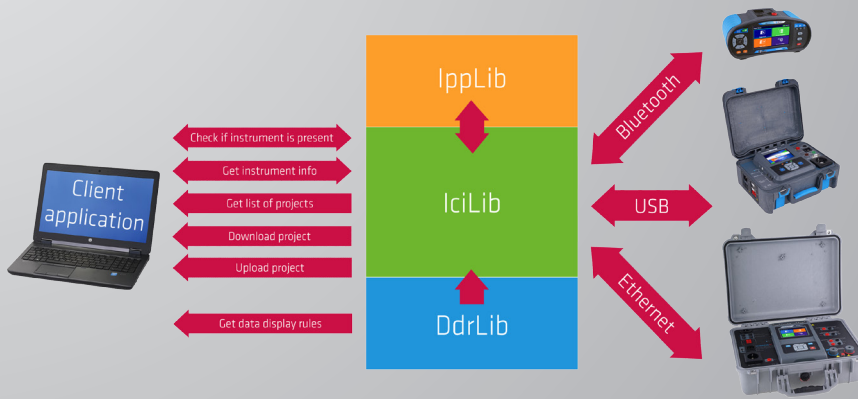 IppLib
Bluetooth
Check if instrument is present
Get instrument info
Client
application
Get list of projects
IciLib
USB
Download project
Upload project
Ethernet
Get data display rules
DdrLib